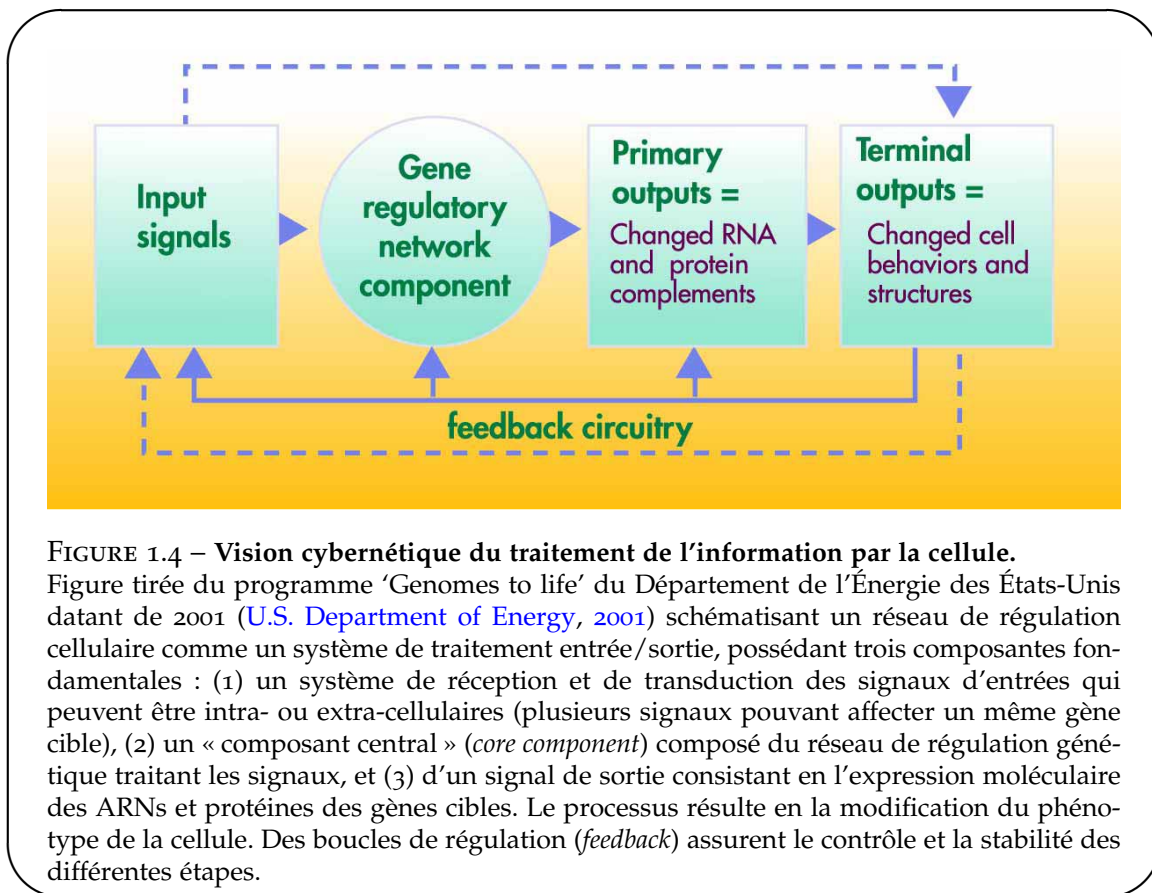 Input
signals
Gene
regulatory
network
component
Primary
outputs =
Changed RNA
and protein
complements
Terminal
outputs =
Changed cell
behaviors and
structures
feedback circuitry
FIGURE 1.4 – Vision cybernétique du traitement de l'information par la cellule.
Figure tirée du programme 'Genomes to life' du Département de l'Énergie des États-Unis
datant de 2001 (U.S. Department of Energy, 2001) schématisant un réseau de régulation
cellulaire comme un système de traitement entrée/sortie, possédant trois composantes fon-
damentales : (1) un système de réception et de transduction des signaux d'entrées qui
peuvent être intra- ou extra-cellulaires (plusieurs signaux pouvant affecter un même gène
cible), (2) un « composant central » (core component) composé du réseau de régulation géné-
tique traitant les signaux, et (3) d'un signal de sortie consistant en l'expression moléculaire
des ARNs et protéines des gènes cibles. Le processus résulte en la modification du phéno-
type de la cellule. Des boucles de régulation (feedback) assurent le contrôle et la stabilité des
différentes étapes.